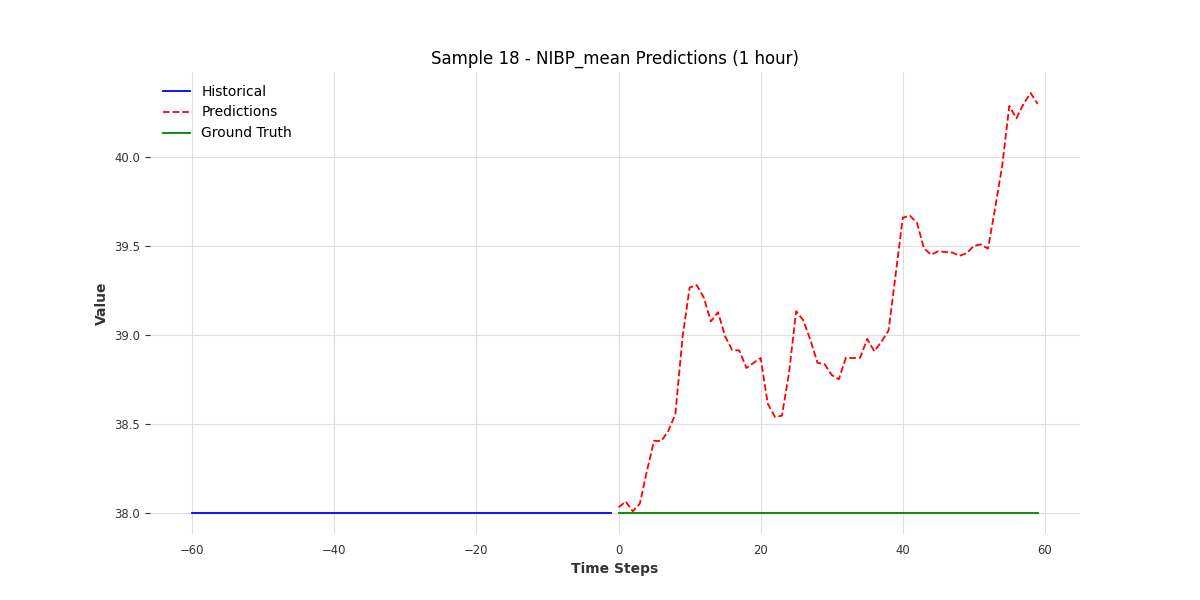 Sample 18 - NIBP_mean Predictions (1 hour)
Historical
Predictions
Ground Truth
40.0
39.5
39.0
38.5
38.0
Value
−60
−40
−20
0
20
40
60
Time Steps